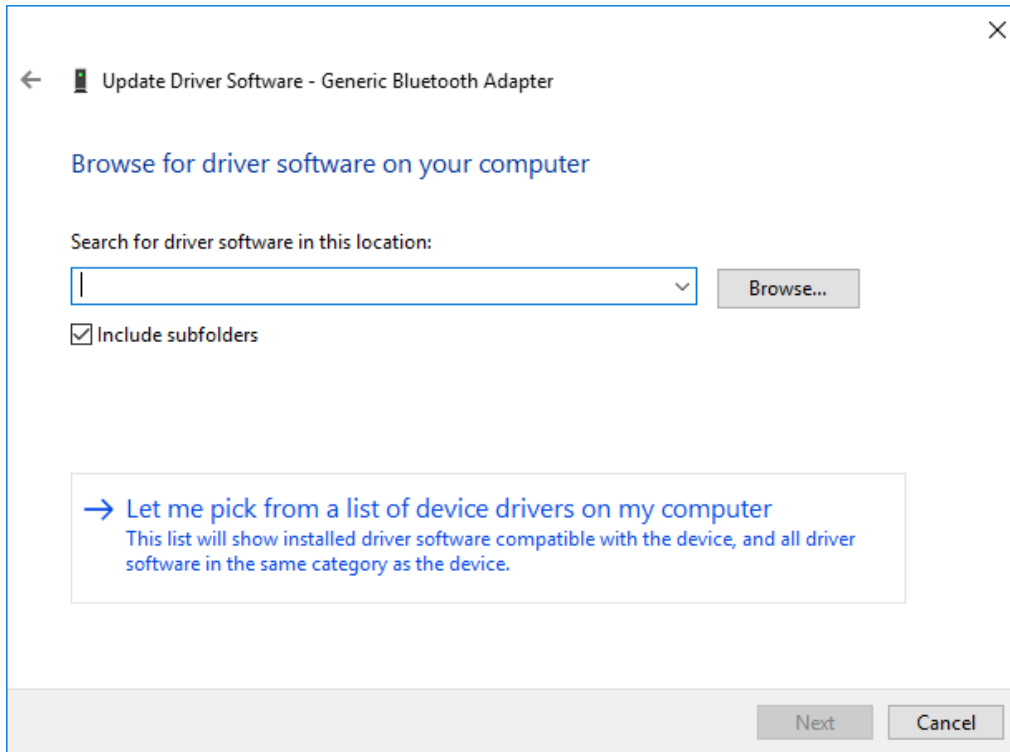 Update Driver Software - Generic Bluetooth Adapter
Browse for driver software on your computer
Search for driver software in this location:
Browse...
Include subfolders
Let me pick from a list of device drivers on my computer
This list will show installed driver software compatible with the device, and all driver
software in the same category as the device.
Next
Cancel